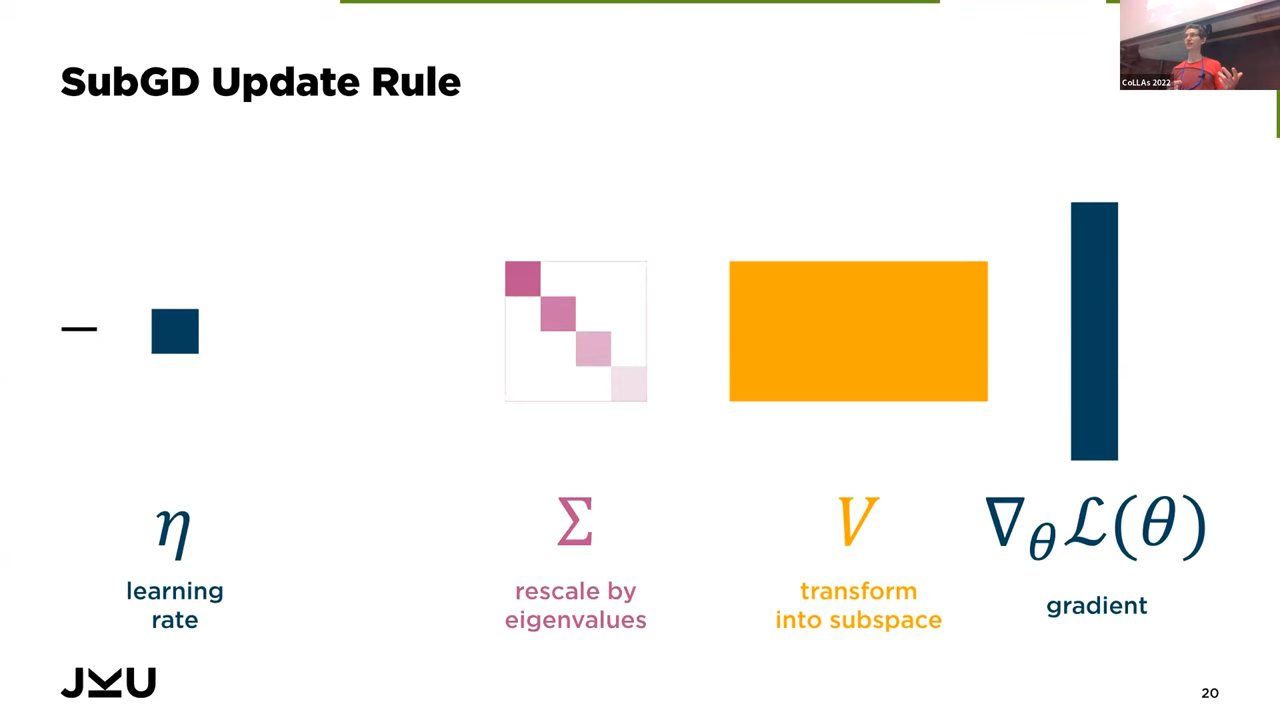 SubGD Update Rule
CoLLAs 2022
−
η
Σ
V
∇θℒ(θ)
learning
rate
rescale by
eigenvalues
transform
into subspace
gradient
JKU
20